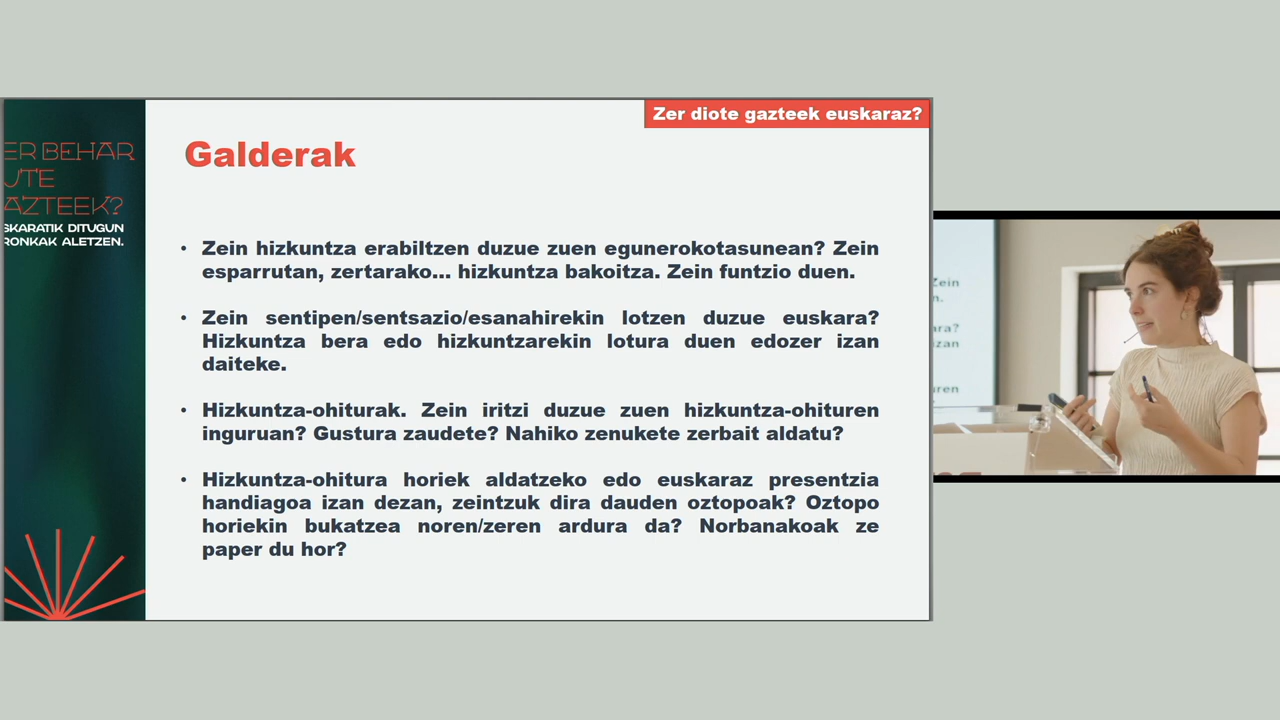 Zer diote gazteek euskaraz?
Galderak
ER BEHAR
UTE
AZTEEK?
SKARATIK DITUGUN
RONKAK ALETZEN.
• Zein hizkuntza erabiltzen duzue zuen egunerokotasunean? Zein
esparrutan, zertarako... hizkuntza bakoitza. Zein funtzio duen.
• Zein sentipen/sentsazio/esanahirekin lotzen duzue euskara?
Hizkuntza bera edo hizkuntzarekin lotura duen edozer izan
daiteke.
• Hizkuntza-ohiturak. Zein iritzi duzue zuen hizkuntza-ohituren
inguruan? Gustura zaudete? Nahiko zenukete zerbait aldatu?
• Hizkuntza-ohitura horiek aldatzeko edo euskaraz presentzia
handiagoa izan dezan, zeintzuk dira dauden oztopoak? Oztopo
horiekin bukatzea noren/zeren ardura da? Norbanakoak ze
paper du hor?
Zein
n.
ara?
izan
uren